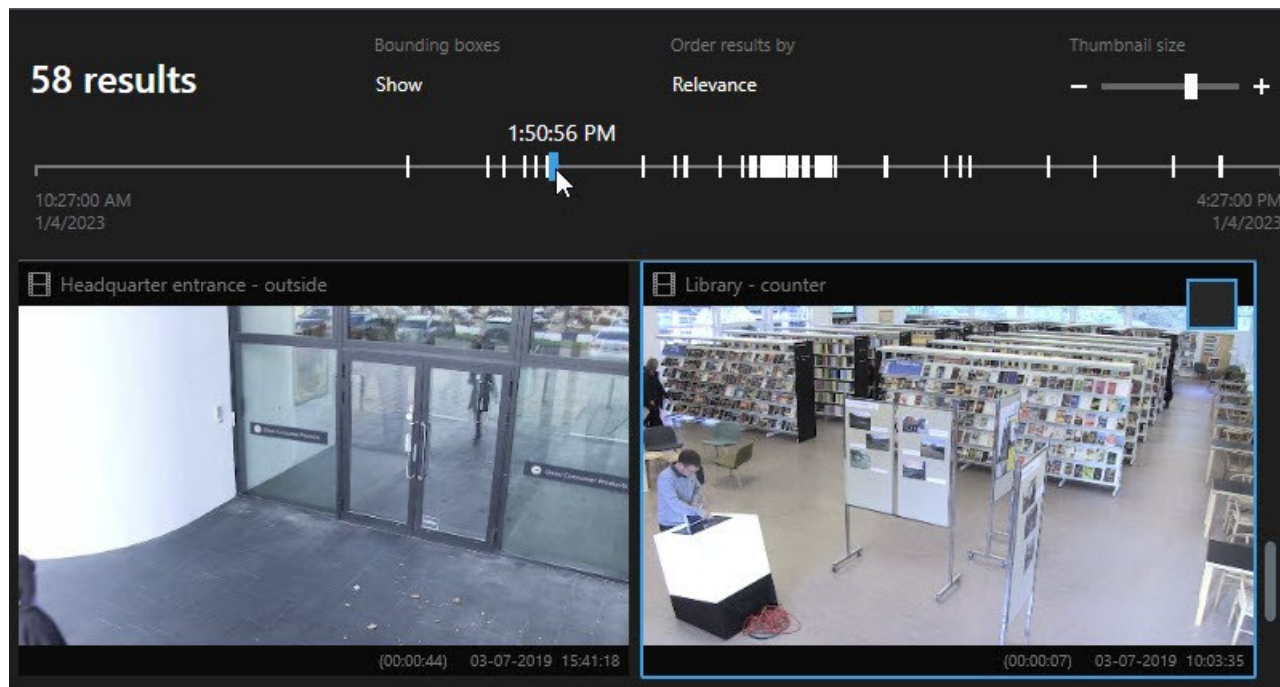 58 results
Bounding boxes
Show
Order results by
Relevance
Thumbnail size
1:50:56 PM
10:27:00 AM
1/4/2023
4:27:00 PM
1/4/2023
Headquarter entrance - outside
(00:00:44) 03-07-2019 15:41:18
Library - counter
(00:00:07) 03-07-2019 10:03:35